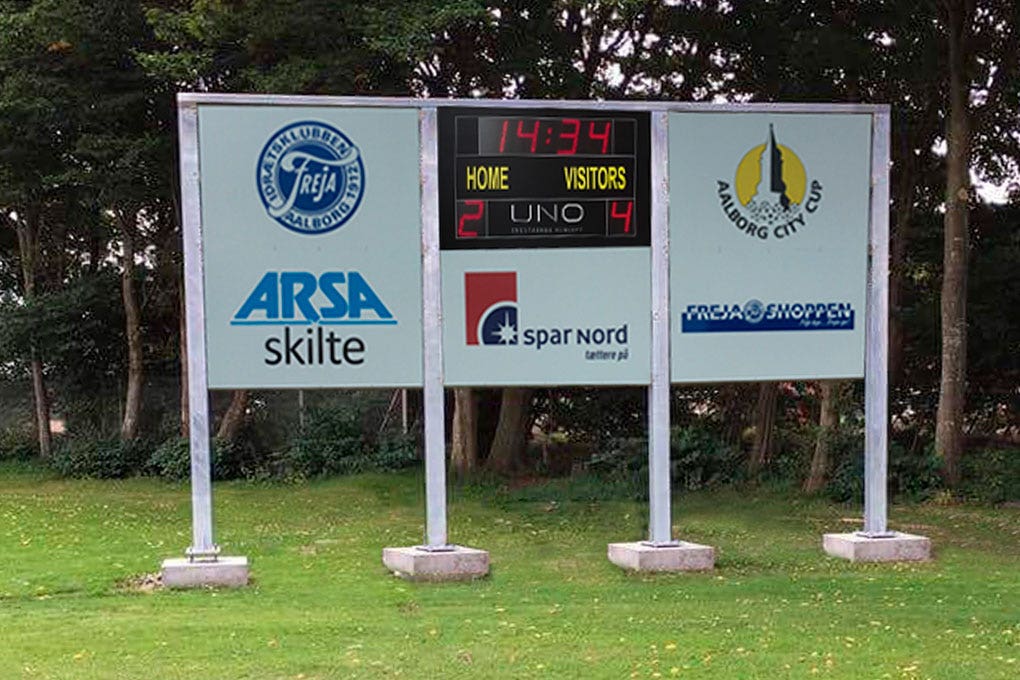 IDRÆTSKLUBBEN
FREJA
AALBORG 1912
ARSA
skilte
14:34
HOME VISITORS
2 UNO 4
spar nord
tættere på
AALBORG CITY CUP
FREJA SHOPPEN